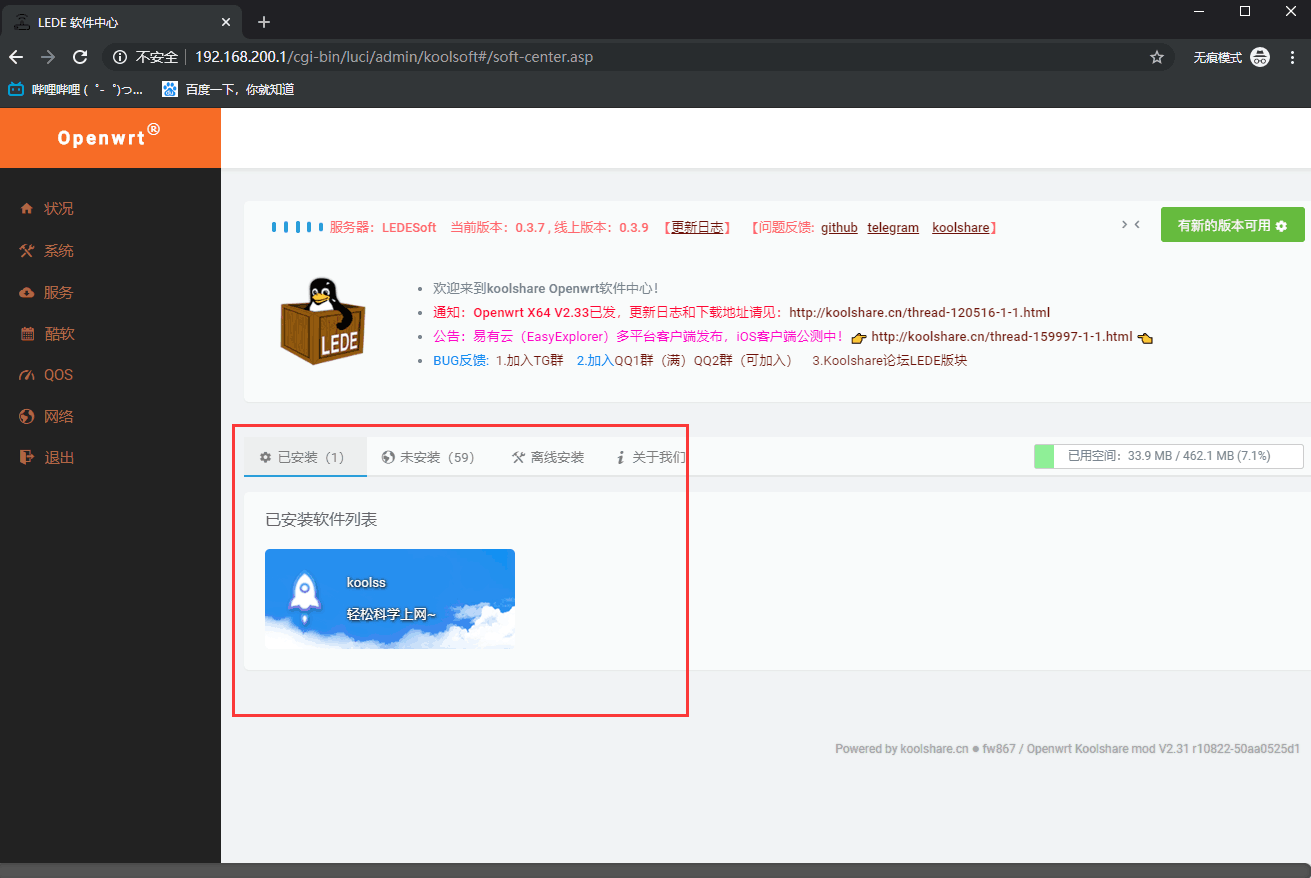 LEDE 软件中心
不安全 192.168.200.1/cgi-bin/luci/admin/koolsoft#/soft-center.asp 无痕模式
哔哩哔哩 ( ゜- ゜)つ... 百度一下，你就知道
Openwrt®
状况
系统
服务
酷软
QOS
网络
退出
服务器：LEDESoft 当前版本：0.3.7 , 线上版本：0.3.9 【更新日志】 【问题反馈: github telegram koolshare】
有新的版本可用
欢迎来到koolshare Openwrt软件中心！
通知：Openwrt X64 V2.33已发，更新日志和下载地址请见：http://koolshare.cn/thread-120516-1-1.html
公告：易有云（EasyExplorer）多平台客户端发布，iOS客户端公测中！ 👉 http://koolshare.cn/thread-159997-1-1.html 👈
BUG反馈: 1.加入TG群 2.加入QQ1群（满）QQ2群（可加入） 3.Koolshare论坛LEDE版块
LEDE
已安装（1） 未安装（59） 离线安装 关于我们
已用空间：33.9 MB / 462.1 MB (7.1%)
已安装软件列表
koolss
轻松科学上网~
Powered by koolshare.cn ● fw867 / Openwrt Koolshare mod V2.31 r10822-50aa0525d1